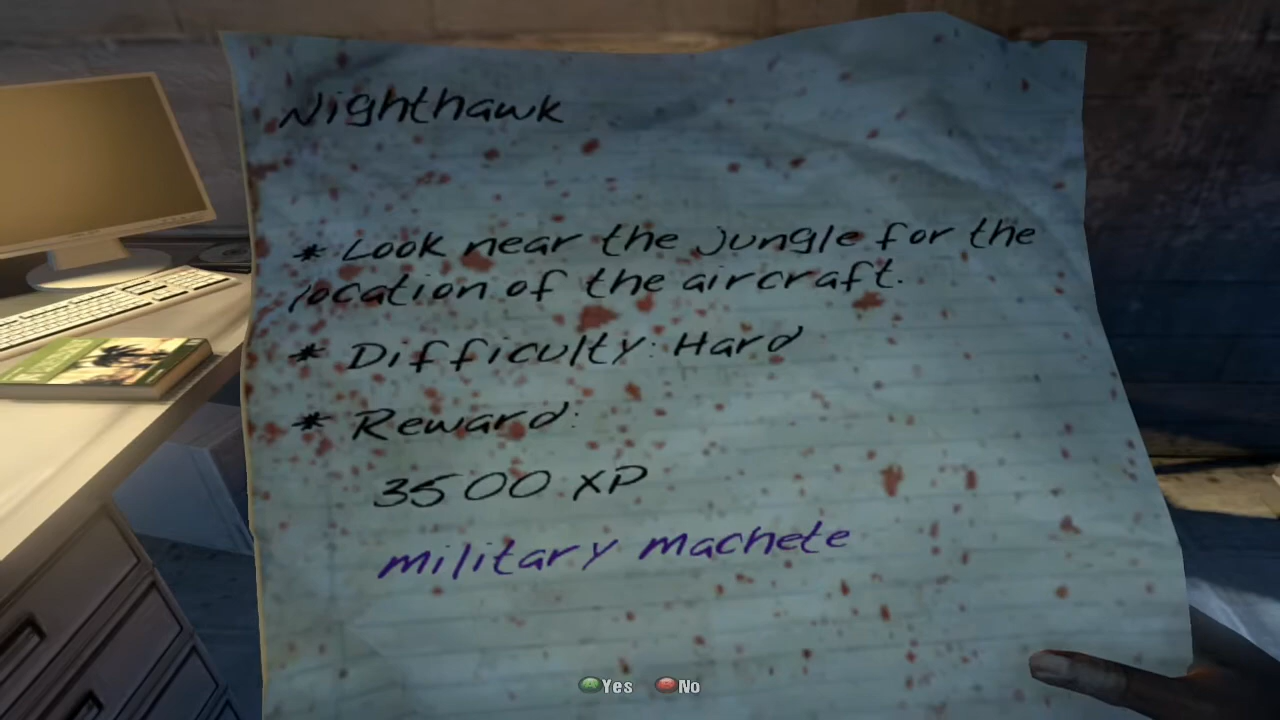 Nighthawk
* Look near the jungle for the
location of the aircraft.
* Difficulty: Hard
* Reward:
3500 XP
military machete
Yes No